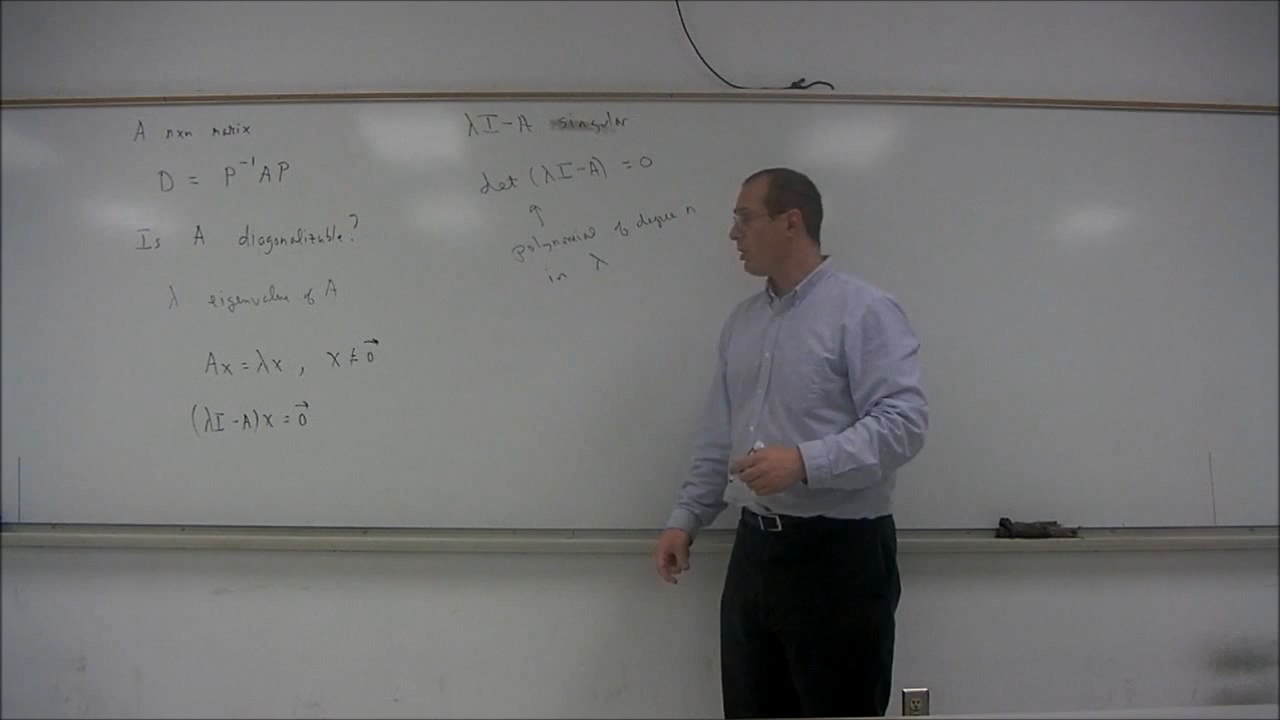 A nxn matix
D = P⁻¹AP
Is A diagonalizable?
λ eigenvalue of A
Ax = λx , x ≠ 0⃗
(λI - A)x = 0⃗
λI - A singular
det (λI - A) = 0
↑
polynomial of degree n
in λ